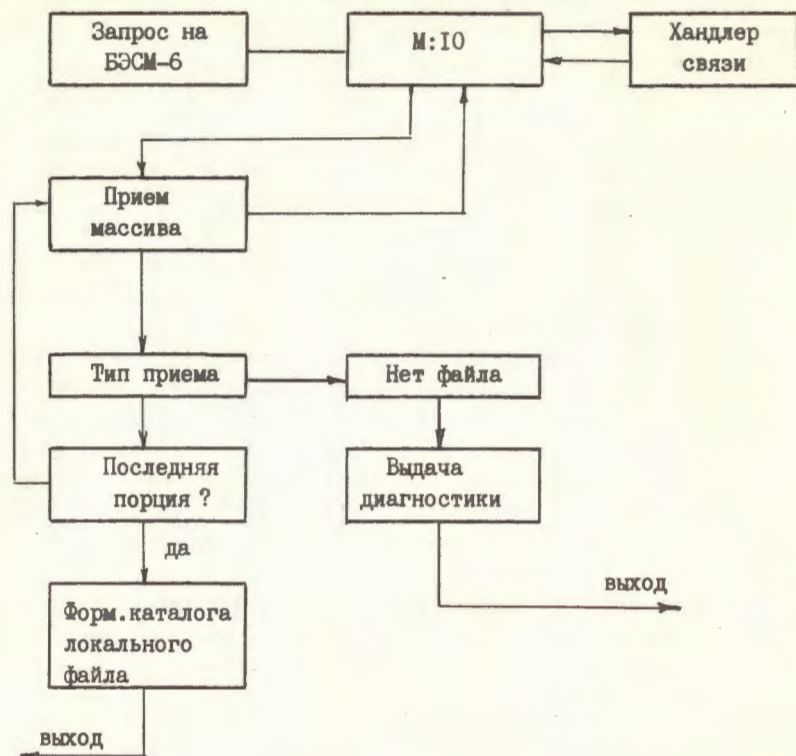 Запрос на
БЭСМ-6
М:IO
Хандлер
связи
Прием
массива
Тип приема
Нет файла
Последняя
порция ?
Выдача
диагностики
да
выход
Форм.каталога
локального
файла
выход